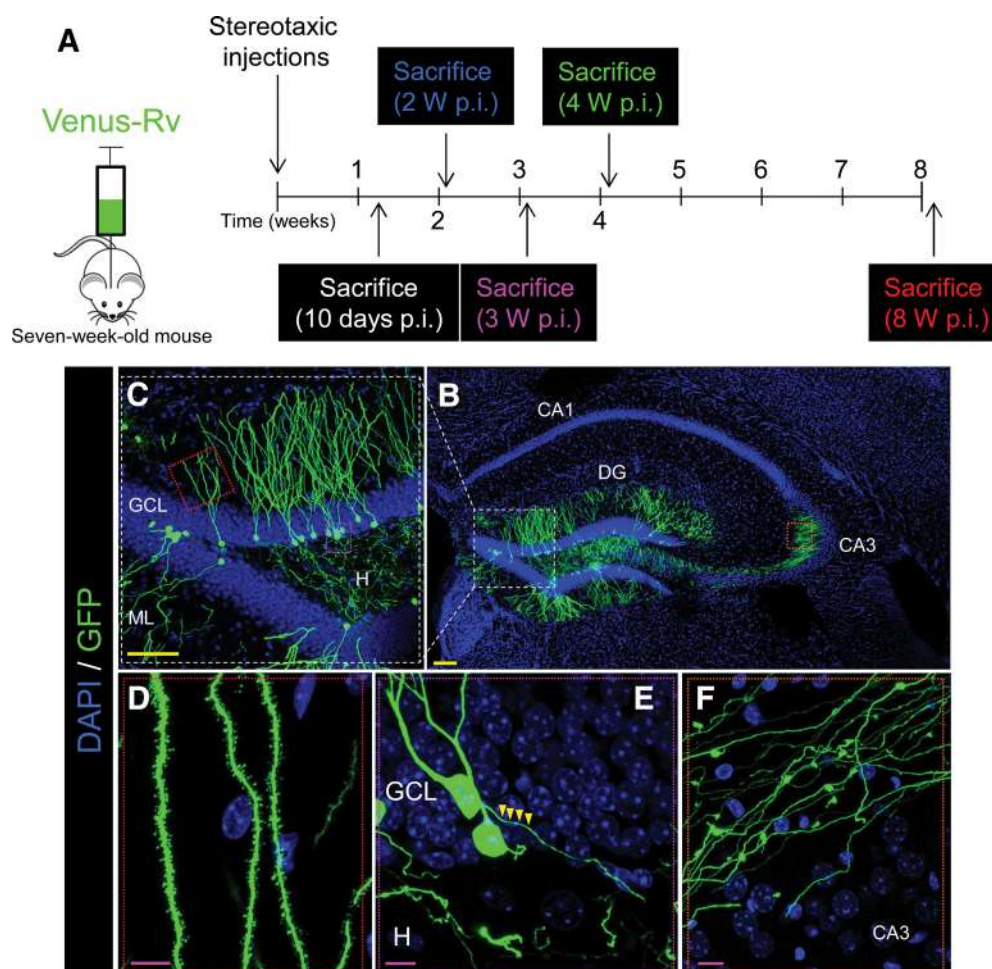 A
Stereotaxic
injections
Venus-Rv
Seven-week-old mouse
Sacrifice
(2 W p.i.)
Sacrifice
(4 W p.i.)
1
3
5
6
7
8
Time (weeks)
2
4
Sacrifice
(10 days p.i.)
Sacrifice
(3 W p.i.)
Sacrifice
(8 W p.i.)
DAPI / GFP
C
GCL
H
ML
B
CA1
DG
CA3
D
E
GCL
H
F
CA3